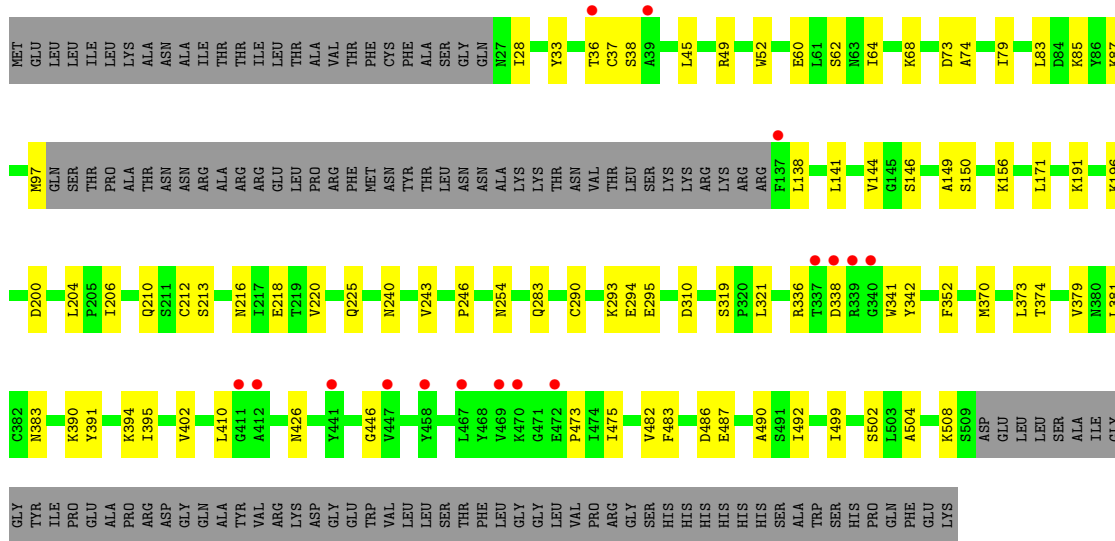 MET GLU LEU LEU ILE LEU LYS ALA ASN ALA ILE THR THR ILE LEU THR ALA VAL THR PHE CYS PHE ALA SER GLY GLN N27 I28 Y33 T36 C37 S38 A39 L45 R49 W52 E60 L61 S62 N63 I64 K68 D73 A74 I79 L83 D84 K85 Y86 K87
M97 GLN SER THR PRO ALA THR ASN ASN ARG ALA ARG ARG GLU LEU PRO ARG PHE MET ASN TYR THR LEU ASN ASN ALA LYS LYS THR ASN VAL THR LEU SER LYS LYS ARG LYS ARG ARG F137 L138 L141 V144 G145 S146 A149 S150 K156 L171 K191 K196
D200 L204 P205 I206 Q210 S211 C212 S213 N216 I217 E218 T219 V220 Q225 N240 V243 P246 N254 Q283 C290 K293 E294 E295 D310 S319 P320 L321 R336 T337 D338 R339 G340 W341 Y342 F352 M370 L373 T374 V379 N380 L381
C382 N383 K390 Y391 K394 I395 V402 L410 G411 A412 N426 Y441 G446 V447 Y458 L467 Y468 V469 K470 G471 E472 P473 I474 I475 V482 F483 D486 E487 A490 S491 I492 I499 S502 L503 A504 K508 S509 ASP GLU LEU LEU SER ALA ILE GLY
GLY TYR ILE PRO GLU ALA PRO ARG ASP GLY GLN ALA TYR VAL ARG LYS ASP GLY GLU TRP VAL LEU LEU SER THR PHE LEU GLY GLY LEU VAL PRO ARG GLY SER HIS HIS HIS HIS HIS HIS SER ALA TRP SER HIS PRO GLN PHE GLU LYS